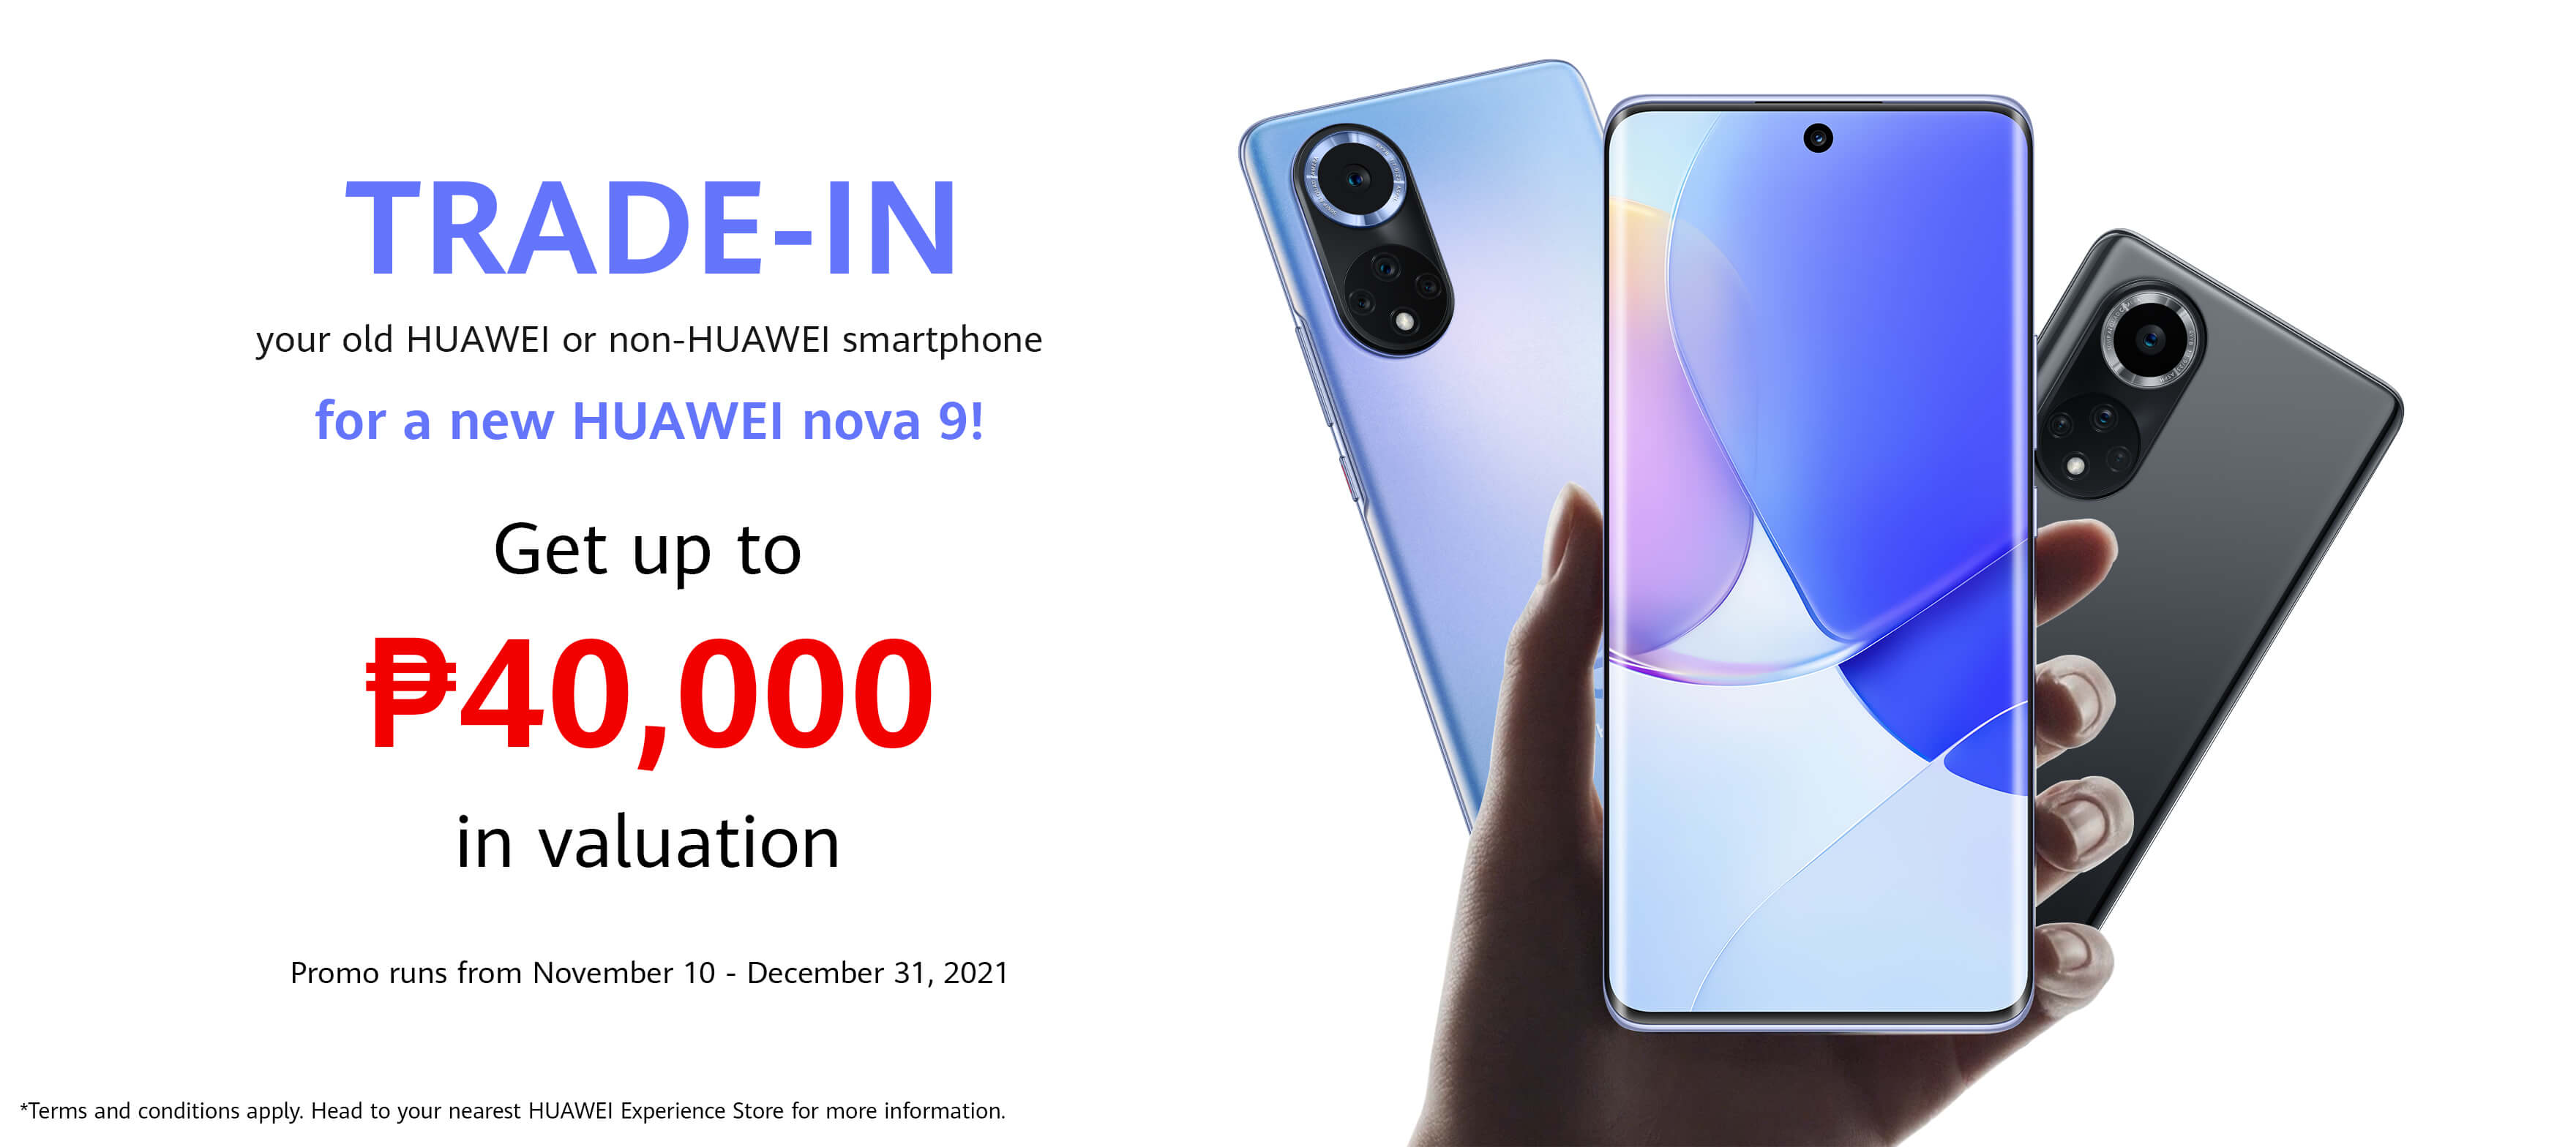 TRADE-IN
your old HUAWEI or non-HUAWEI smartphone
for a new HUAWEI nova 9!
Get up to
₱40,000
in valuation
Promo runs from November 10 - December 31, 2021
*Terms and conditions apply. Head to your nearest HUAWEI Experience Store for more information.